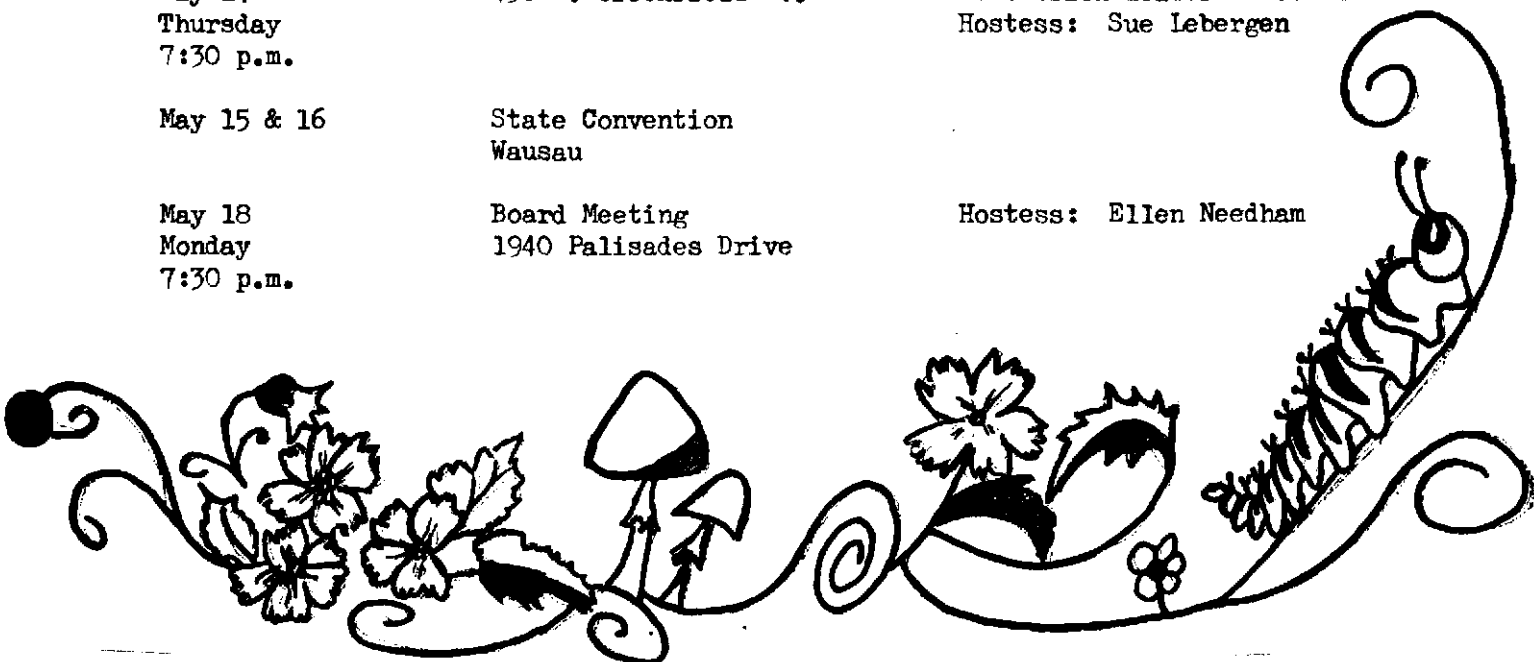 Thursday
7:30 p.m.
Hostess: Sue Lebergen
May 15 & 16
State Convention
Wausau
May 18
Monday
7:30 p.m.
Board Meeting
1940 Palisades Drive
Hostess: Ellen Needham